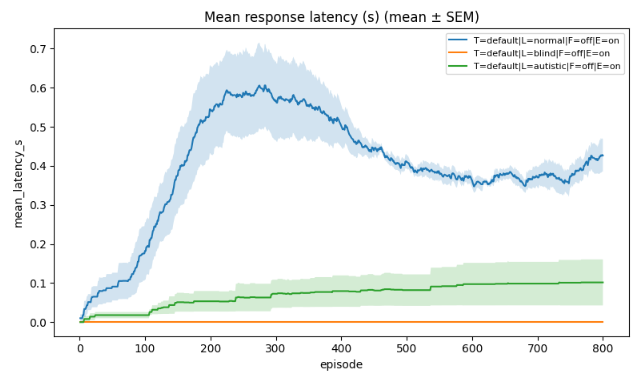 Mean response latency (s) (mean ± SEM)
T=default|L=normal|F=off|E=on
T=default|L=blind|F=off|E=on
T=default|L=autistic|F=off|E=on
mean_latency_s
0.7
0.6
0.5
0.4
0.3
0.2
0.1
0.0
0 100 200 300 400 500 600 700 800
episode